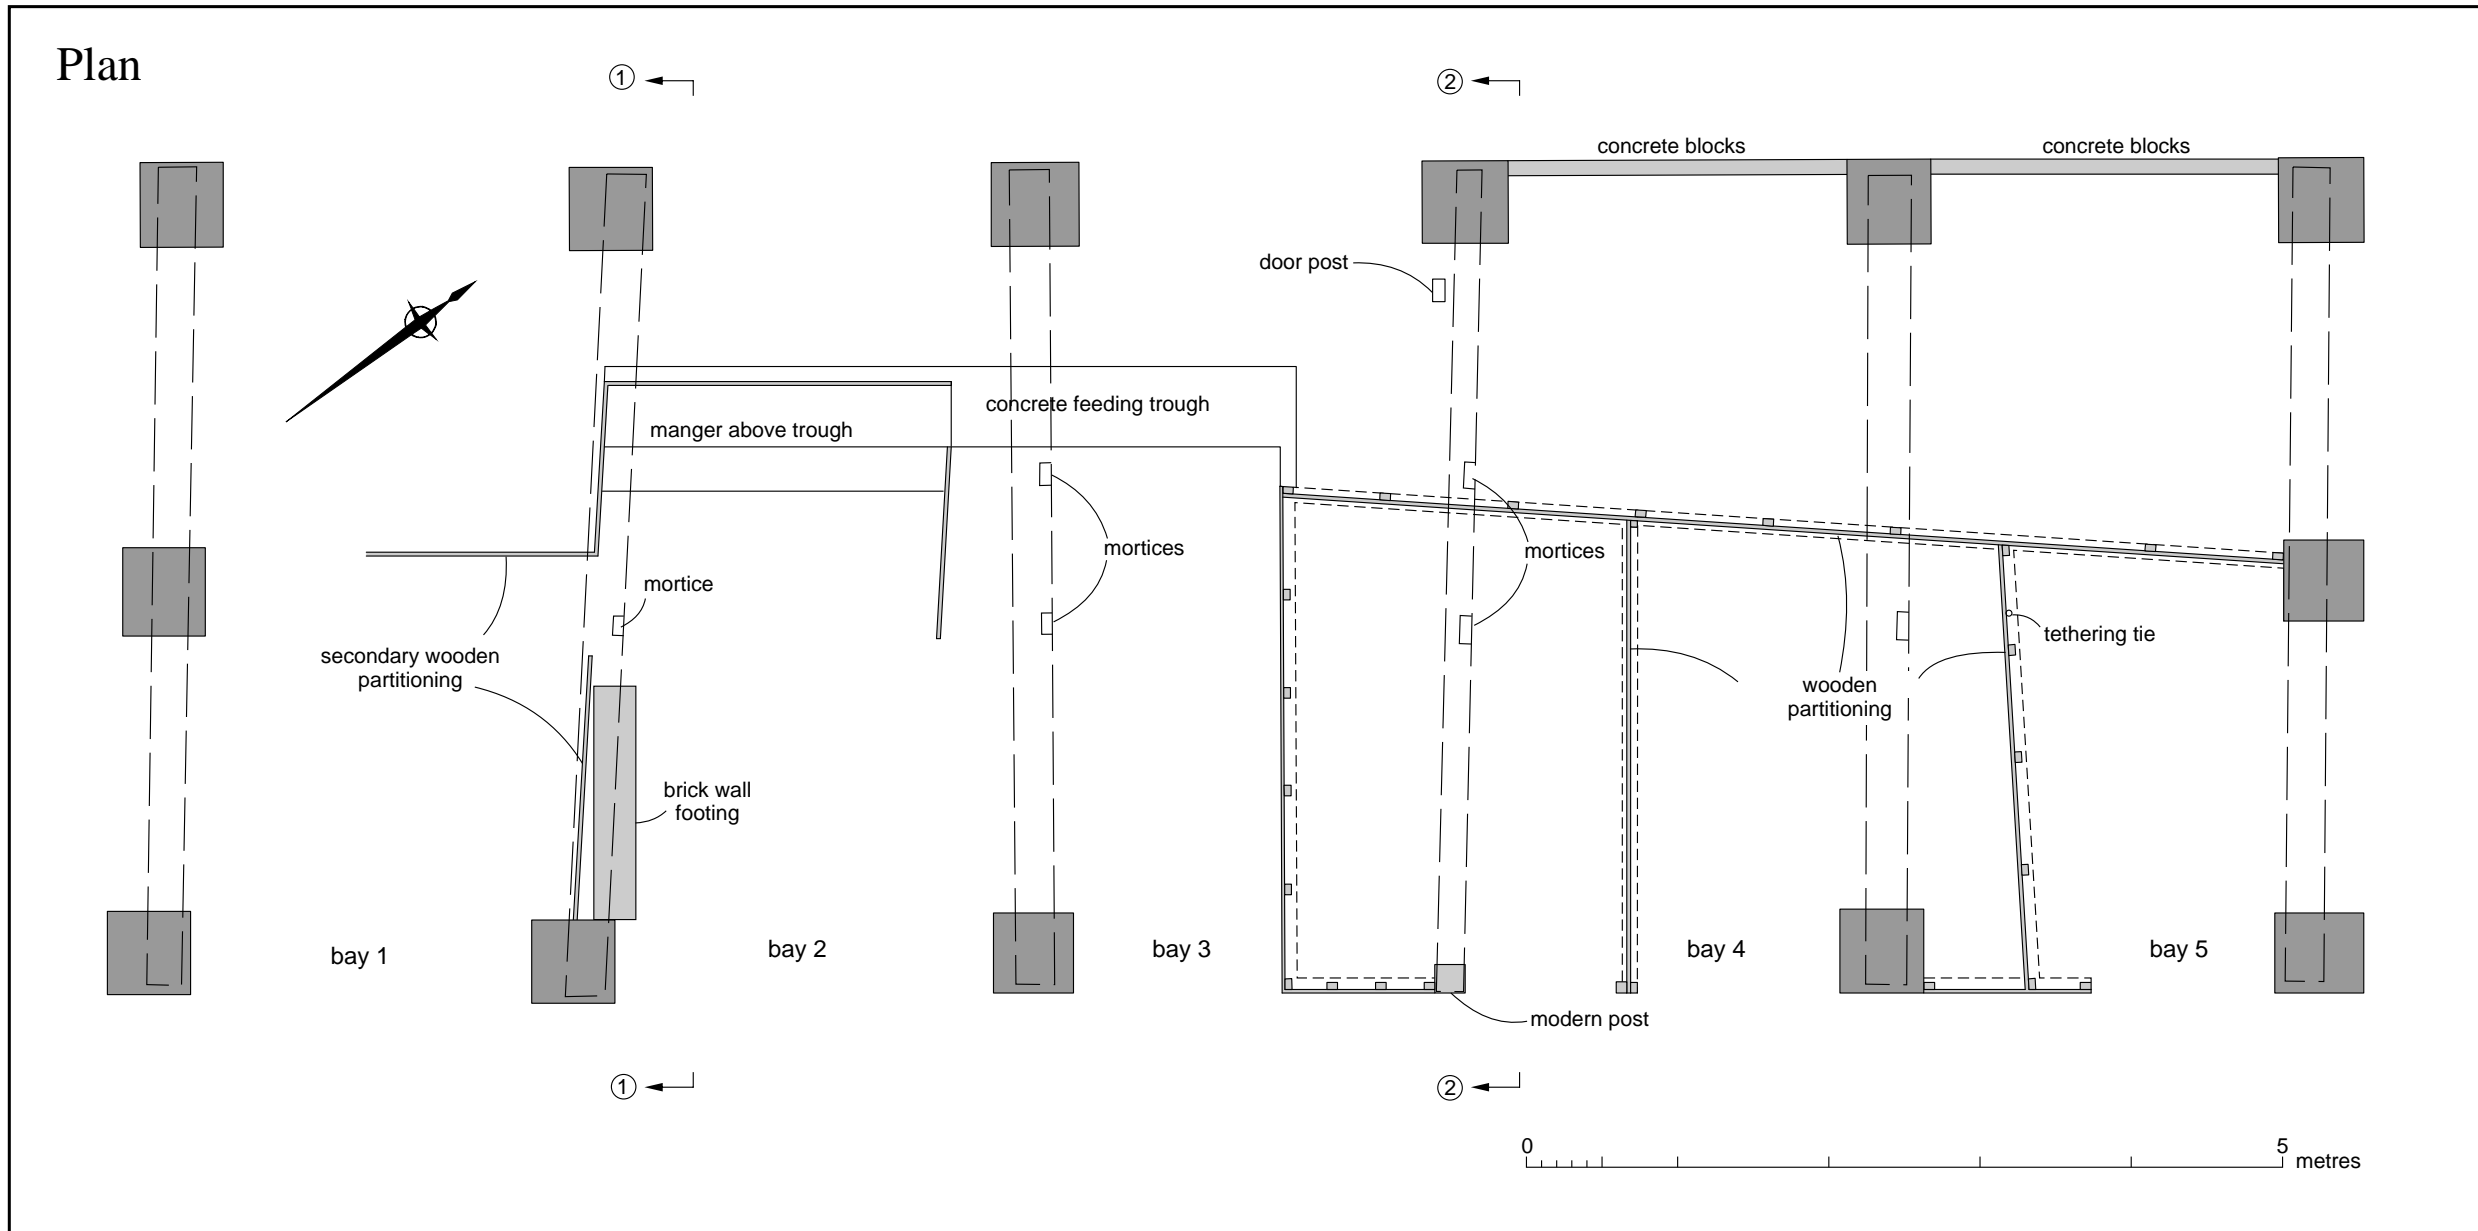 Plan
1
2
concrete blocks
concrete blocks
door post
concrete feeding trough
manger above trough
mortices
mortices
mortice
tethering tie
secondary wooden
partitioning
wooden
partitioning
brick wall
footing
bay 1
bay 2
bay 3
bay 4
bay 5
modern post
1
2
0
5
metres